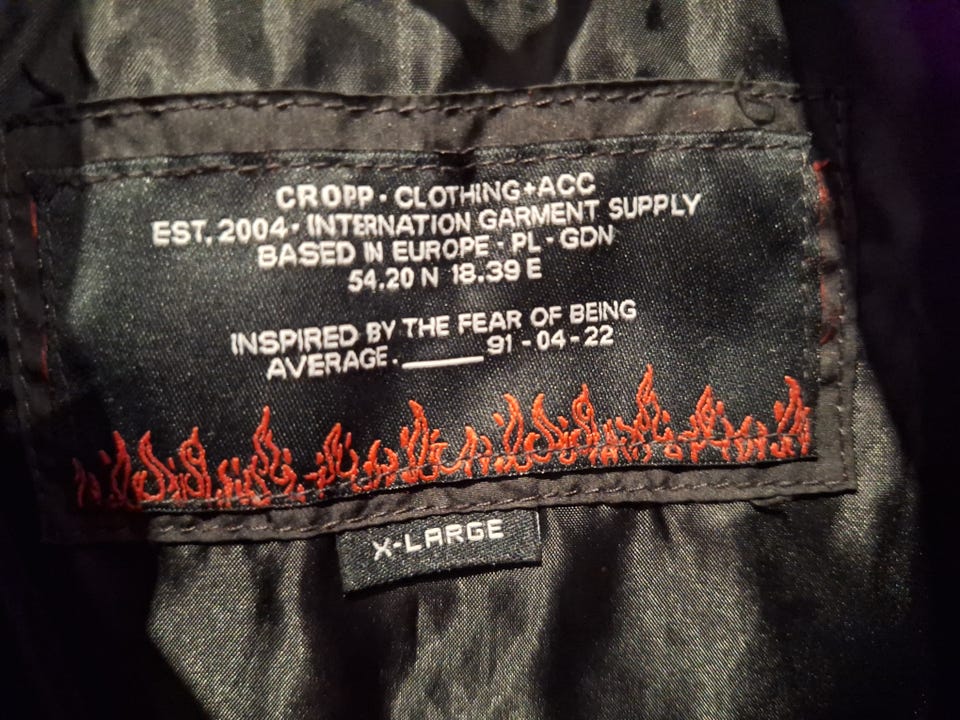 CROPP · CLOTHING+ACC
EST. 2004 · INTERNATION GARMENT SUPPLY
BASED IN EUROPE · PL · GDN
54.20 N 18.39 E
INSPIRED BY THE FEAR OF BEING
AVERAGE. _____ 91-04-22
X-LARGE